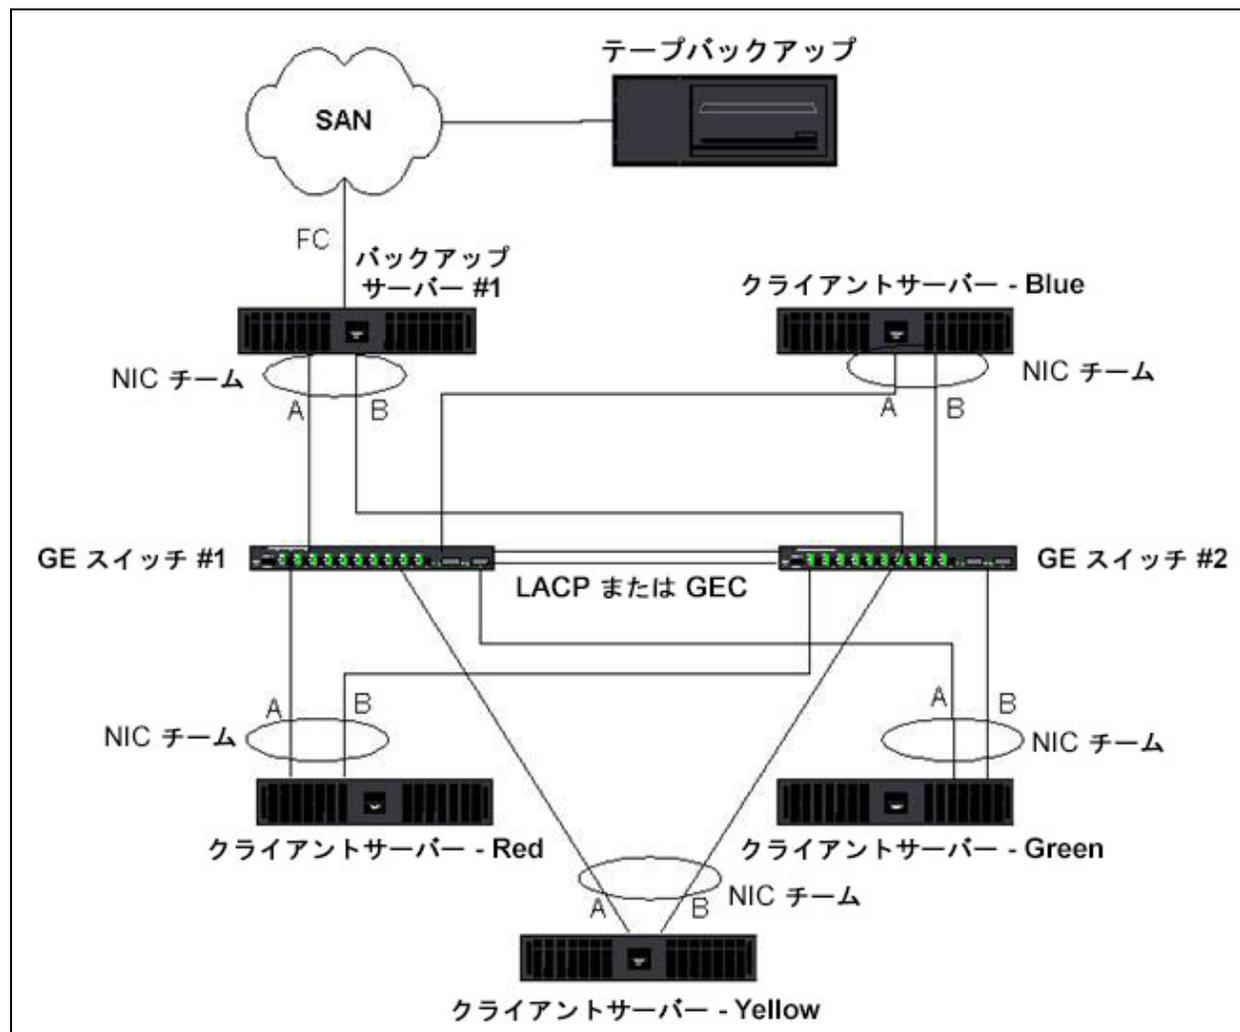 テープバックアップ
SAN
FC
バックアップ
サーバー #1
クライアントサーバー - Blue
NIC チーム
A
B
NIC チーム
A
B
GE スイッチ #1
GE スイッチ #2
LACP または GEC
A
B
NIC チーム
A
B
NIC チーム
クライアントサーバー - Red
クライアントサーバー - Green
A
B
NIC チーム
クライアントサーバー - Yellow